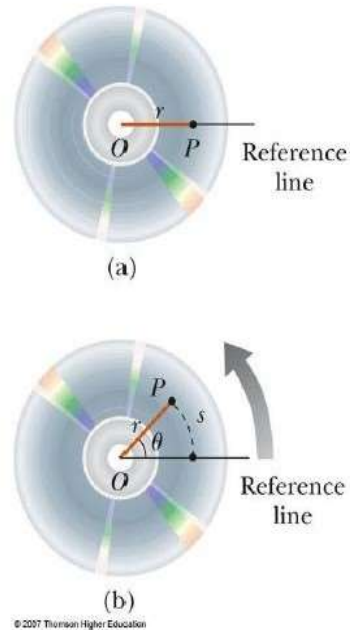 r
O
P
Reference
line
(a)
P
r
s
θ
O
Reference
line
(b)
© 2007 Thomson Higher Education